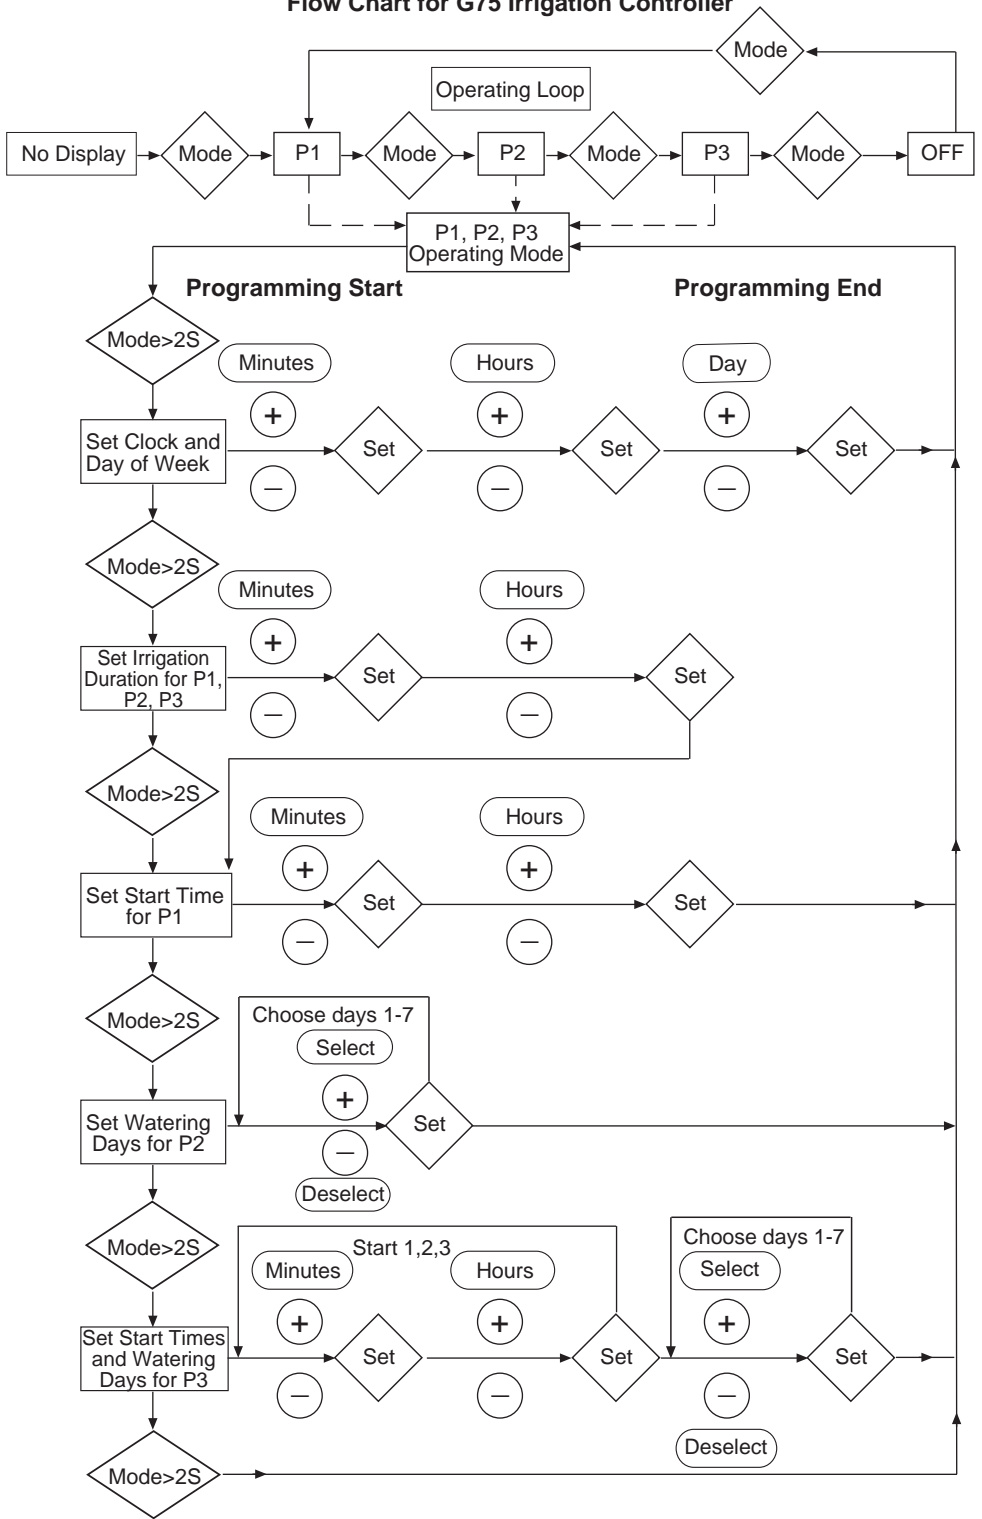 Flow Chart for G75 Irrigation Controller
Mode
Operating Loop
No Display
Mode
P1
Mode
P2
Mode
P3
Mode
OFF
P1, P2, P3
Operating Mode
Programming Start
Programming End
Mode>2S
Minutes
Hours
Day
+
+
+
Set Clock and
Day of Week
Set
Set
Set
—
—
—
Mode>2S
Minutes
Hours
+
+
Set Irrigation
Duration for P1,
P2, P3
Set
Set
—
—
Mode>2S
Minutes
Hours
+
+
Set Start Time
for P1
Set
Set
—
—
Mode>2S
Choose days 1-7
Select
+
Set Watering
Days for P2
Set
—
Deselect
Mode>2S
Start 1,2,3
Choose days 1-7
Minutes
Hours
Select
+
+
+
Set Start Times
and Watering
Days for P3
Set
Set
Set
—
—
—
Deselect
Mode>2S